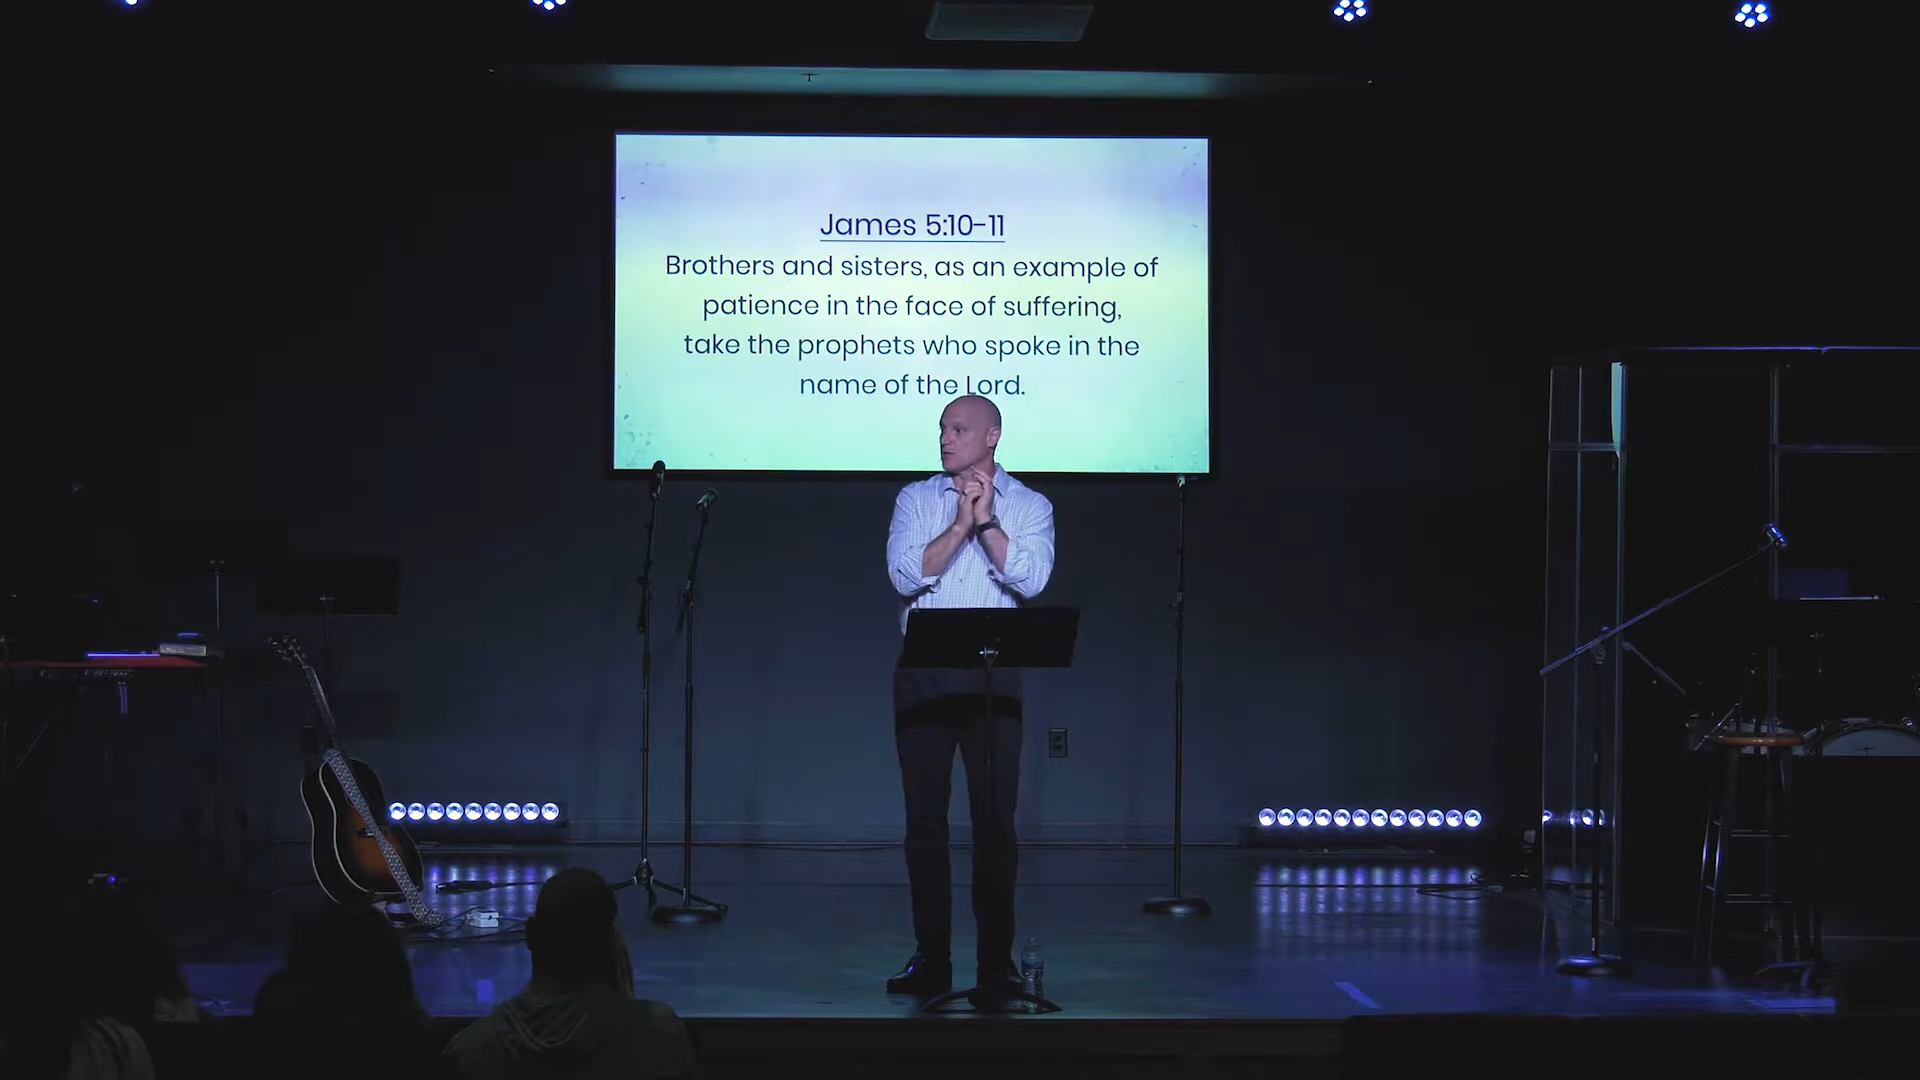 James 5:10-11
Brothers and sisters, as an example of
patience in the face of suffering,
take the prophets who spoke in the
name of the Lord.